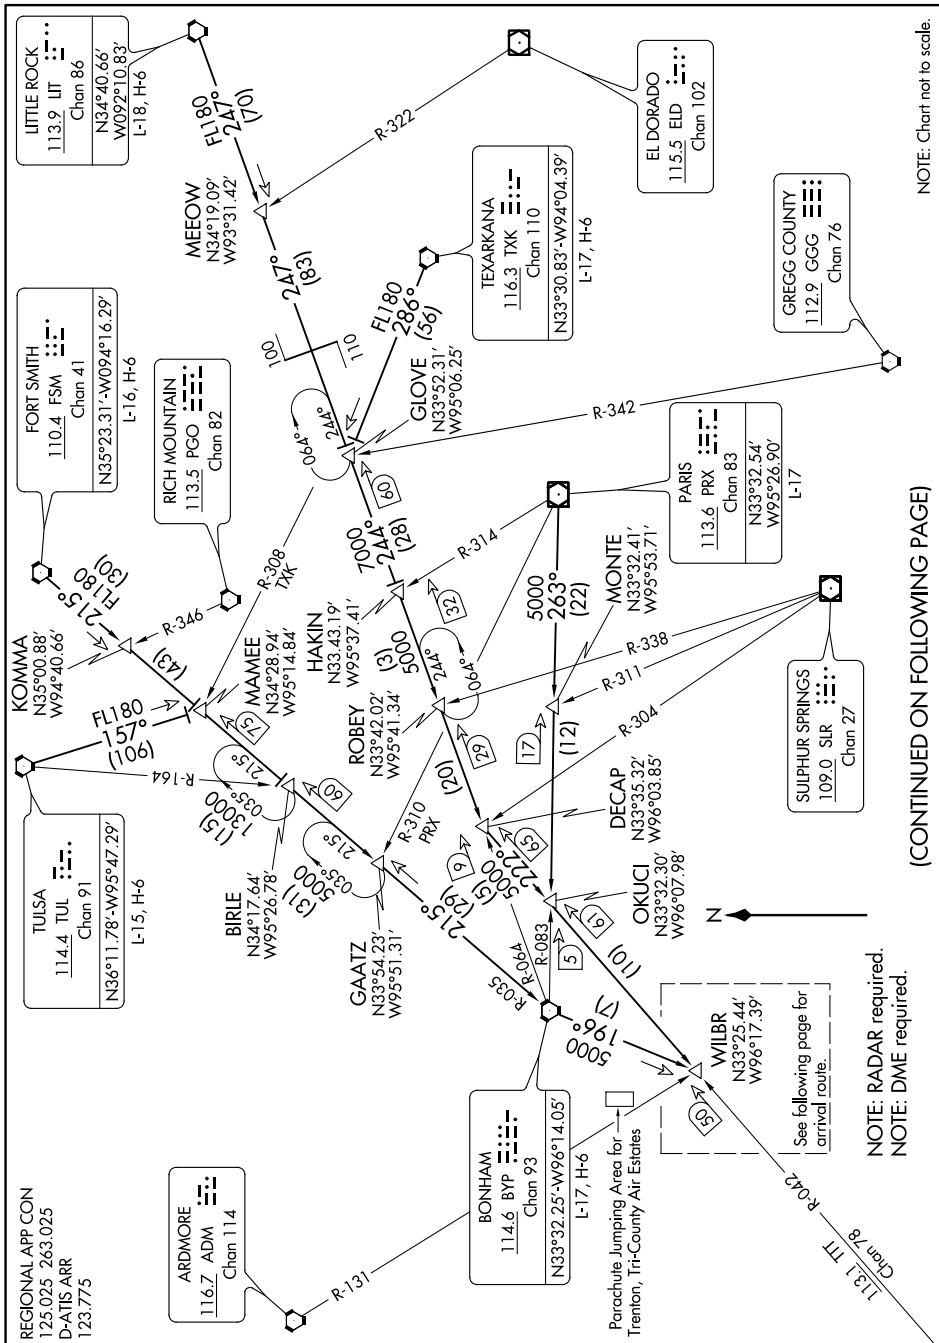 REGIONAL APP CON
125.025 263.025
D-ATIS ARR
123.775
ARDMORE
116.7 ADM
Chan 114
R-131
TULSA
114.4 TUL
Chan 91
N36°11.78′-W95°47.29′
L-15, H-6
FL180
157°
(106)
R-164
KOMMA
N35°00.88′
W94°40.66′
FORT SMITH
110.4 FSM
Chan 41
N35°23.31′-W094°16.29′
L-16, H-6
FL180
215°
(30)
RICH MOUNTAIN
113.5 PGO
Chan 82
R-346
(43)
MAMEE
N34°28.94′
W95°14.84′
R-308
TXK
75
215°
035°
(15)
13000
BIRLE
N34°17.64′
W95°26.78′
60
215°
035°
(31)
5000
GAATZ
N33°54.23′
W95°51.31′
R-310
PRX
215°
(29)
R-035
LITTLE ROCK
113.9 LIT
Chan 86
N34°40.66′
W092°10.83′
L-18, H-6
FL180
247°
(70)
MEEOW
N34°19.09′
W93°31.42′
R-322
EL DORADO
115.5 ELD
Chan 102
247°
(83)
100
110
TEXARKANA
116.3 TXK
Chan 110
N33°30.83′-W94°04.39′
L-17, H-6
FL180
286°
(56)
GLOVE
N33°52.31′
W95°06.25′
064°
244°
60
GREGG COUNTY
112.9 GGG
Chan 76
R-342
7000
244°
(28)
HAKIN
N33.43.19′
W95°37.41′
R-314
32
(3)
5000
244°
064°
ROBEY
N33°42.02′
W95°41.34′
29
(20)
PARIS
113.6 PRX
Chan 83
N33°32.54′
W95°26.90′
L-17
5000
263°
(22)
MONTE
N33°32.41′
W95°53.71′
17
(12)
R-338
R-311
R-304
SULPHUR SPRINGS
109.0 SLR
Chan 27
DECAP
N33°35.32′
W96°03.85′
9
65
5000
222°
(5)
OKUCI
N33°32.30′
W96°07.98′
61
5
R-064
R-083
(10)
BONHAM
114.6 BYP
Chan 93
N33°32.25′-W96°14.05′
L-17, H-6
5000
196°
(7)
WILBR
N33°25.44′
W96°17.39′
50
See following page for
arrival route.
Parachute Jumping Area for
Trenton, Tri-County Air Estates
R-042
113.1 TTT
Chan 78
N
NOTE: RADAR required.
NOTE: DME required.
(CONTINUED ON FOLLOWING PAGE)
NOTE: Chart not to scale.